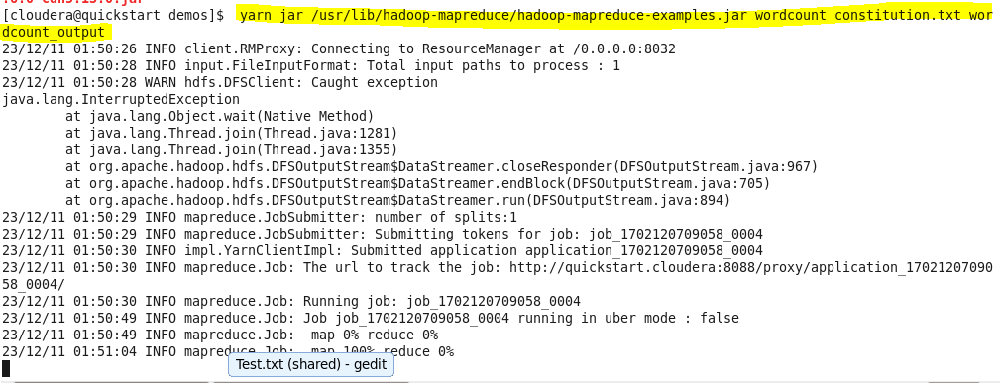 [cloudera@quickstart demos]$  yarn jar /usr/lib/hadoop-mapreduce/hadoop-mapreduce-examples.jar wordcount constitution.txt wor
dcount_output
23/12/11 01:50:26 INFO client.RMProxy: Connecting to ResourceManager at /0.0.0.0:8032
23/12/11 01:50:28 INFO input.FileInputFormat: Total input paths to process : 1
23/12/11 01:50:28 WARN hdfs.DFSClient: Caught exception
java.lang.InterruptedException
        at java.lang.Object.wait(Native Method)
        at java.lang.Thread.join(Thread.java:1281)
        at java.lang.Thread.join(Thread.java:1355)
        at org.apache.hadoop.hdfs.DFSOutputStream$DataStreamer.closeResponder(DFSOutputStream.java:967)
        at org.apache.hadoop.hdfs.DFSOutputStream$DataStreamer.endBlock(DFSOutputStream.java:705)
        at org.apache.hadoop.hdfs.DFSOutputStream$DataStreamer.run(DFSOutputStream.java:894)
23/12/11 01:50:29 INFO mapreduce.JobSubmitter: number of splits:1
23/12/11 01:50:29 INFO mapreduce.JobSubmitter: Submitting tokens for job: job_1702120709058_0004
23/12/11 01:50:30 INFO impl.YarnClientImpl: Submitted application application_1702120709058_0004
23/12/11 01:50:30 INFO mapreduce.Job: The url to track the job: http://quickstart.cloudera:8088/proxy/application_17021207090
58_0004/
23/12/11 01:50:30 INFO mapreduce.Job: Running job: job_1702120709058_0004
23/12/11 01:50:49 INFO mapreduce.Job: Job job_1702120709058_0004 running in uber mode : false
23/12/11 01:50:49 INFO mapreduce.Job:  map 0% reduce 0%
23/12/11 01:51:04 INFO mapreduce.Job:  map 100% reduce 0%
Test.txt (shared) - gedit